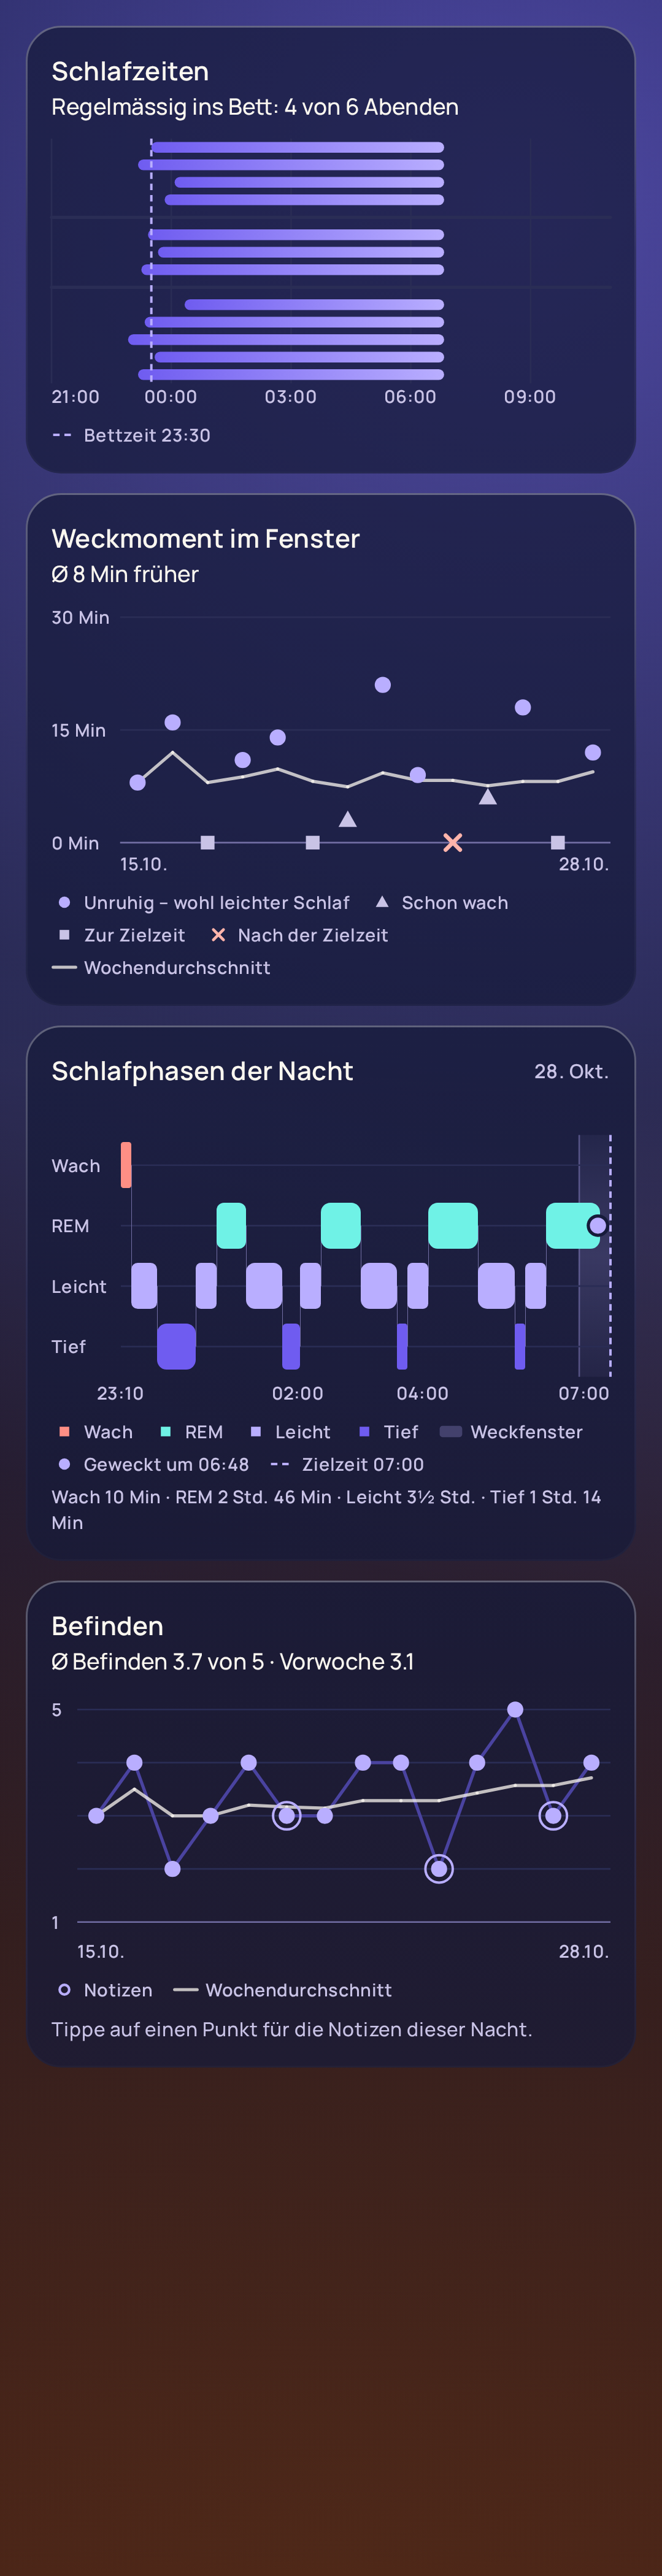 Schlafzeiten
Regelmässig ins Bett: 4 von 6 Abenden
21:00 00:00 03:00 06:00 09:00
Bettzeit 23:30
Weckmoment im Fenster
Ø 8 Min früher
30 Min
15 Min
0 Min
15.10. 28.10.
Unruhig – wohl leichter Schlaf Schon wach
Zur Zielzeit Nach der Zielzeit
Wochendurchschnitt
Schlafphasen der Nacht 28. Okt.
Wach
REM
Leicht
Tief
23:10 02:00 04:00 07:00
Wach REM Leicht Tief Weckfenster
Geweckt um 06:48 Zielzeit 07:00
Wach 10 Min · REM 2 Std. 46 Min · Leicht 3½ Std. · Tief 1 Std. 14
Min
Befinden
Ø Befinden 3.7 von 5 · Vorwoche 3.1
5
1
15.10. 28.10.
Notizen Wochendurchschnitt
Tippe auf einen Punkt für die Notizen dieser Nacht.